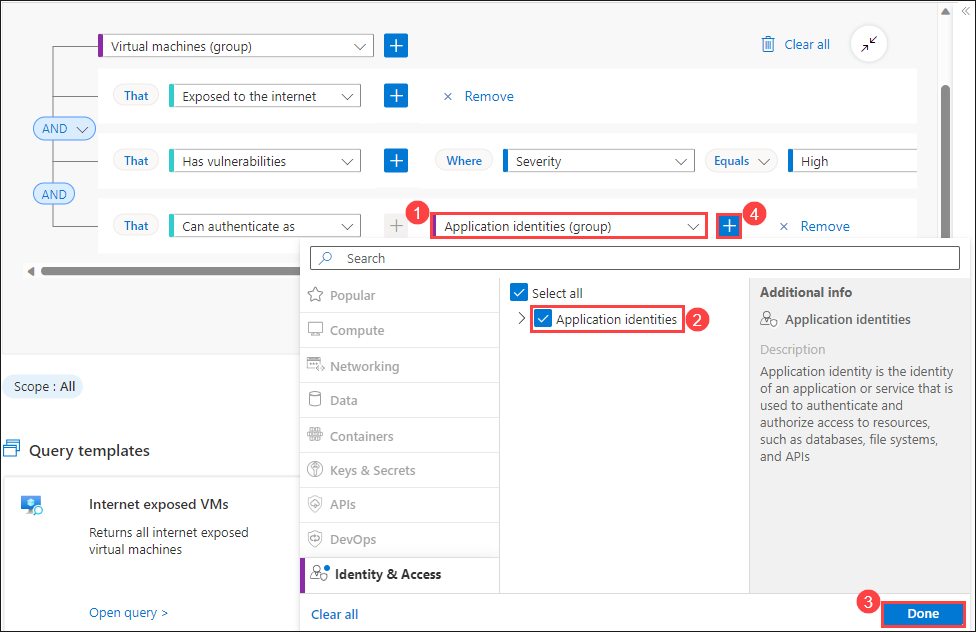 Virtual machines (group)
Clear all
That
Exposed to the internet
Remove
AND
That
Has vulnerabilities
Where
Severity
Equals
High
AND
That
Can authenticate as
1
Application identities (group)
4
Remove
Search
Popular
Compute
Networking
Data
Containers
Keys & Secrets
APIs
DevOps
Identity & Access
Select all
Application identities
2
Additional info
Application identities
Description
Application identity is the identity
of an application or service that is
used to authenticate and
authorize access to resources,
such as databases, file systems,
and APIs
Clear all
3
Done
Scope : All
Query templates
Internet exposed VMs
Returns all internet exposed
virtual machines
Open query >